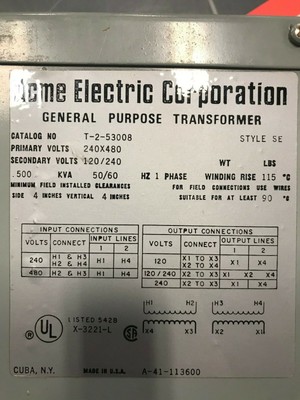 Acme Electric Corporation
GENERAL PURPOSE TRANSFORMER
CATALOG NO T-2-53008 STYLE SE
PRIMARY VOLTS 240X480
SECONDARY VOLTS 120/240 WT LBS
.500 KVA 50/60 HZ 1 PHASE WINDING RISE 115 °C
MINIMUM FIELD INSTALLED CLEARANCES FOR FIELD CONNECTIONS USE WIRES
SIDE 4 INCHES VERTICAL 4 INCHES SUITABLE FOR AT LEAST 90 °C
INPUT CONNECTIONS
VOLTS CONNECT INPUT LINES
1 2
240 H1 & H3 H1 H4
H2 & H4
480 H2 & H3 H1 H4
OUTPUT CONNECTIONS
VOLTS CONNECT OUTPUT LINES
1 2
120 X1 TO X3 X1 X4
X2 TO X4
120/240 X2 TO X3 X1 X2 X4
240 X2 TO X3 X1 X4
H1 H2 H3 H4
X4 X3 X2 X1
UL LISTED 542B
X-3221-L
SA
CUBA, N.Y. MADE IN U.S.A. A-41-113600